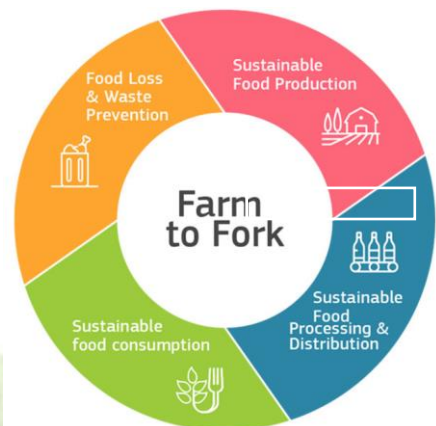 Food Loss
& Waste
Prevention
Sustainable
Food Production
Farm
to Fork
Sustainable
Food
Processing &
Distribution
Sustainable
food consumption